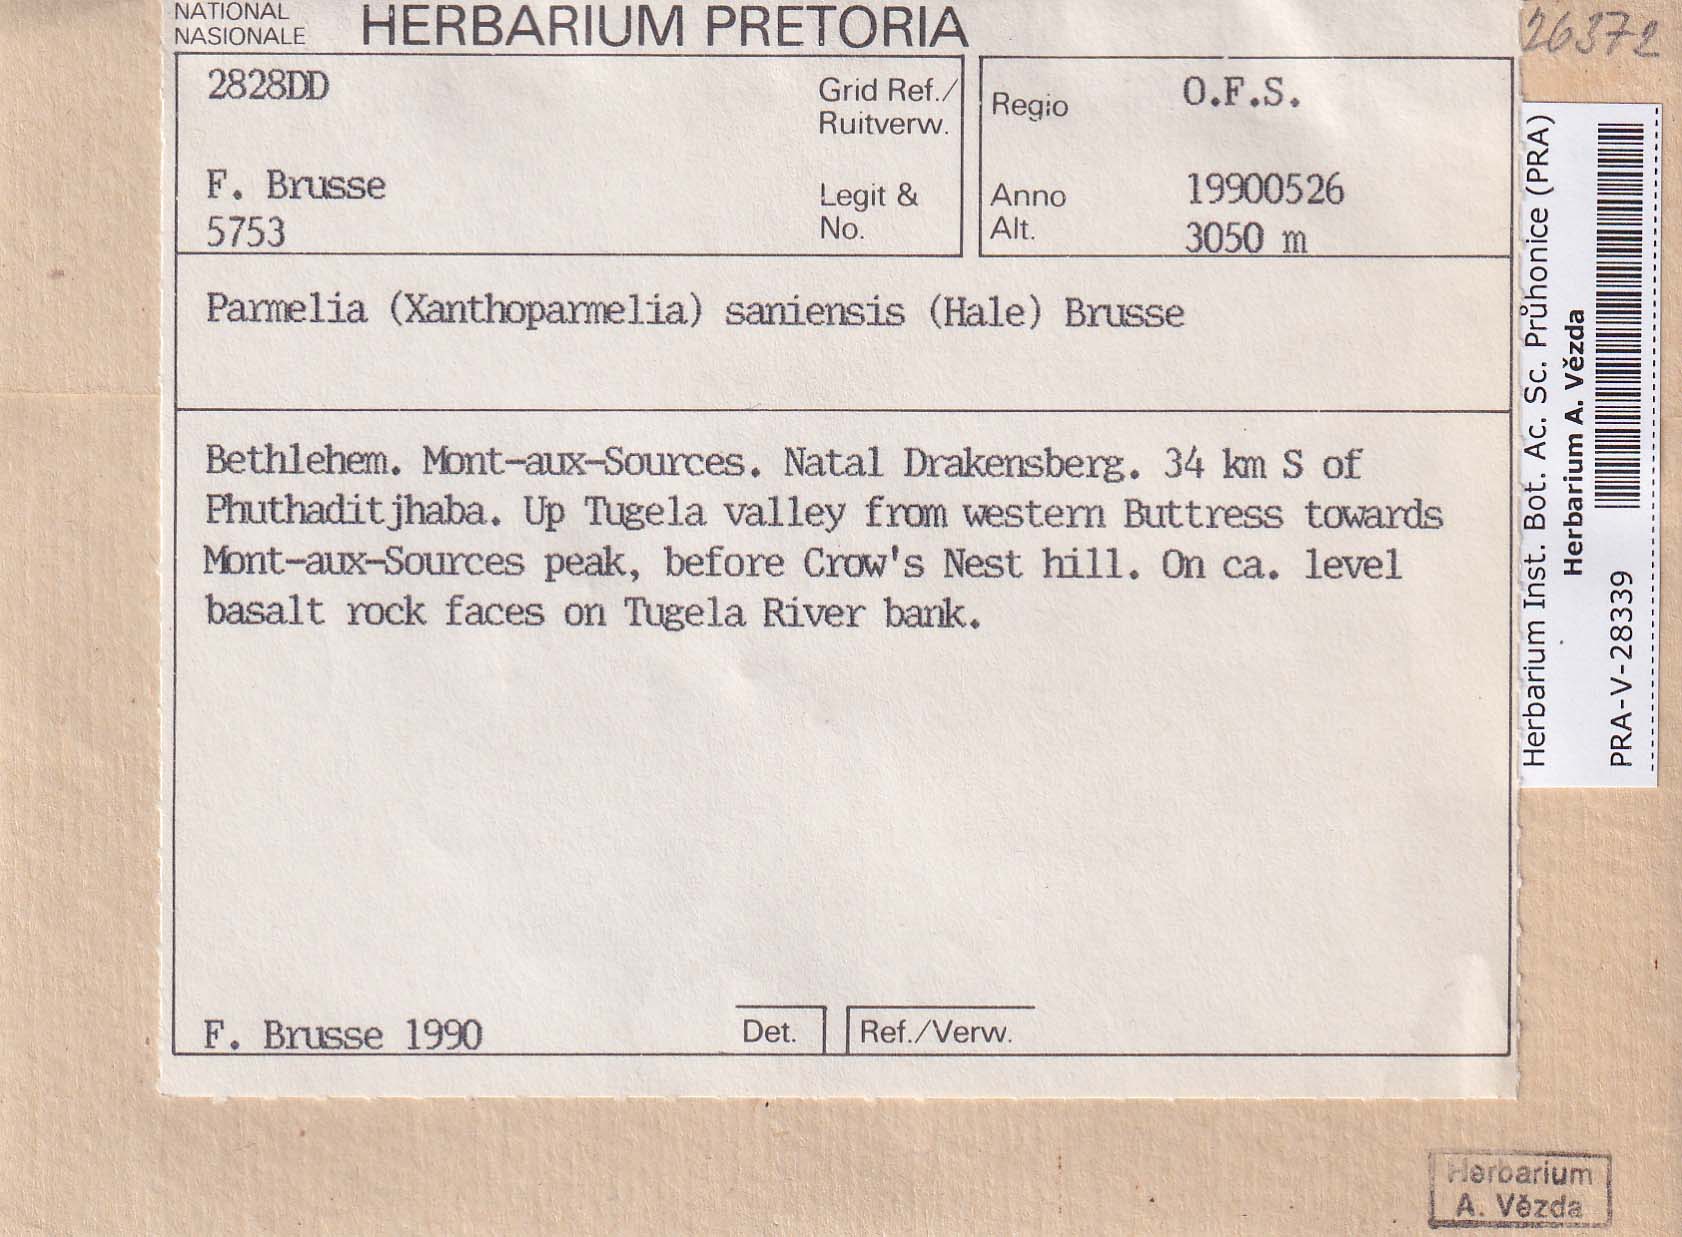 NATIONAL
NASIONALE
HERBARIUM PRETORIA
26372
2828DD
Grid Ref./
Ruitverw.
Regio
O.F.S.
F. Brusse
5753
Legit &
No.
Anno
19900526
Alt.
3050 m
Parmelia (Xanthoparmelia) saniensis (Hale) Brusse
Bethlehem. Mont-aux-Sources. Natal Drakensberg. 34 km S of
Phuthaditjhaba. Up Tugela valley from western Buttress towards
Mont-aux-Sources peak, before Crow's Nest hill. On ca. level
basalt rock faces on Tugela River bank.
F. Brusse 1990
Det.
Ref./Verw.
Herbarium Inst. Bot. Ac. Sc. Průhonice (PRA)
Herbarium A. Vězda
PRA-V-28339
Herbarium
A. Vězda